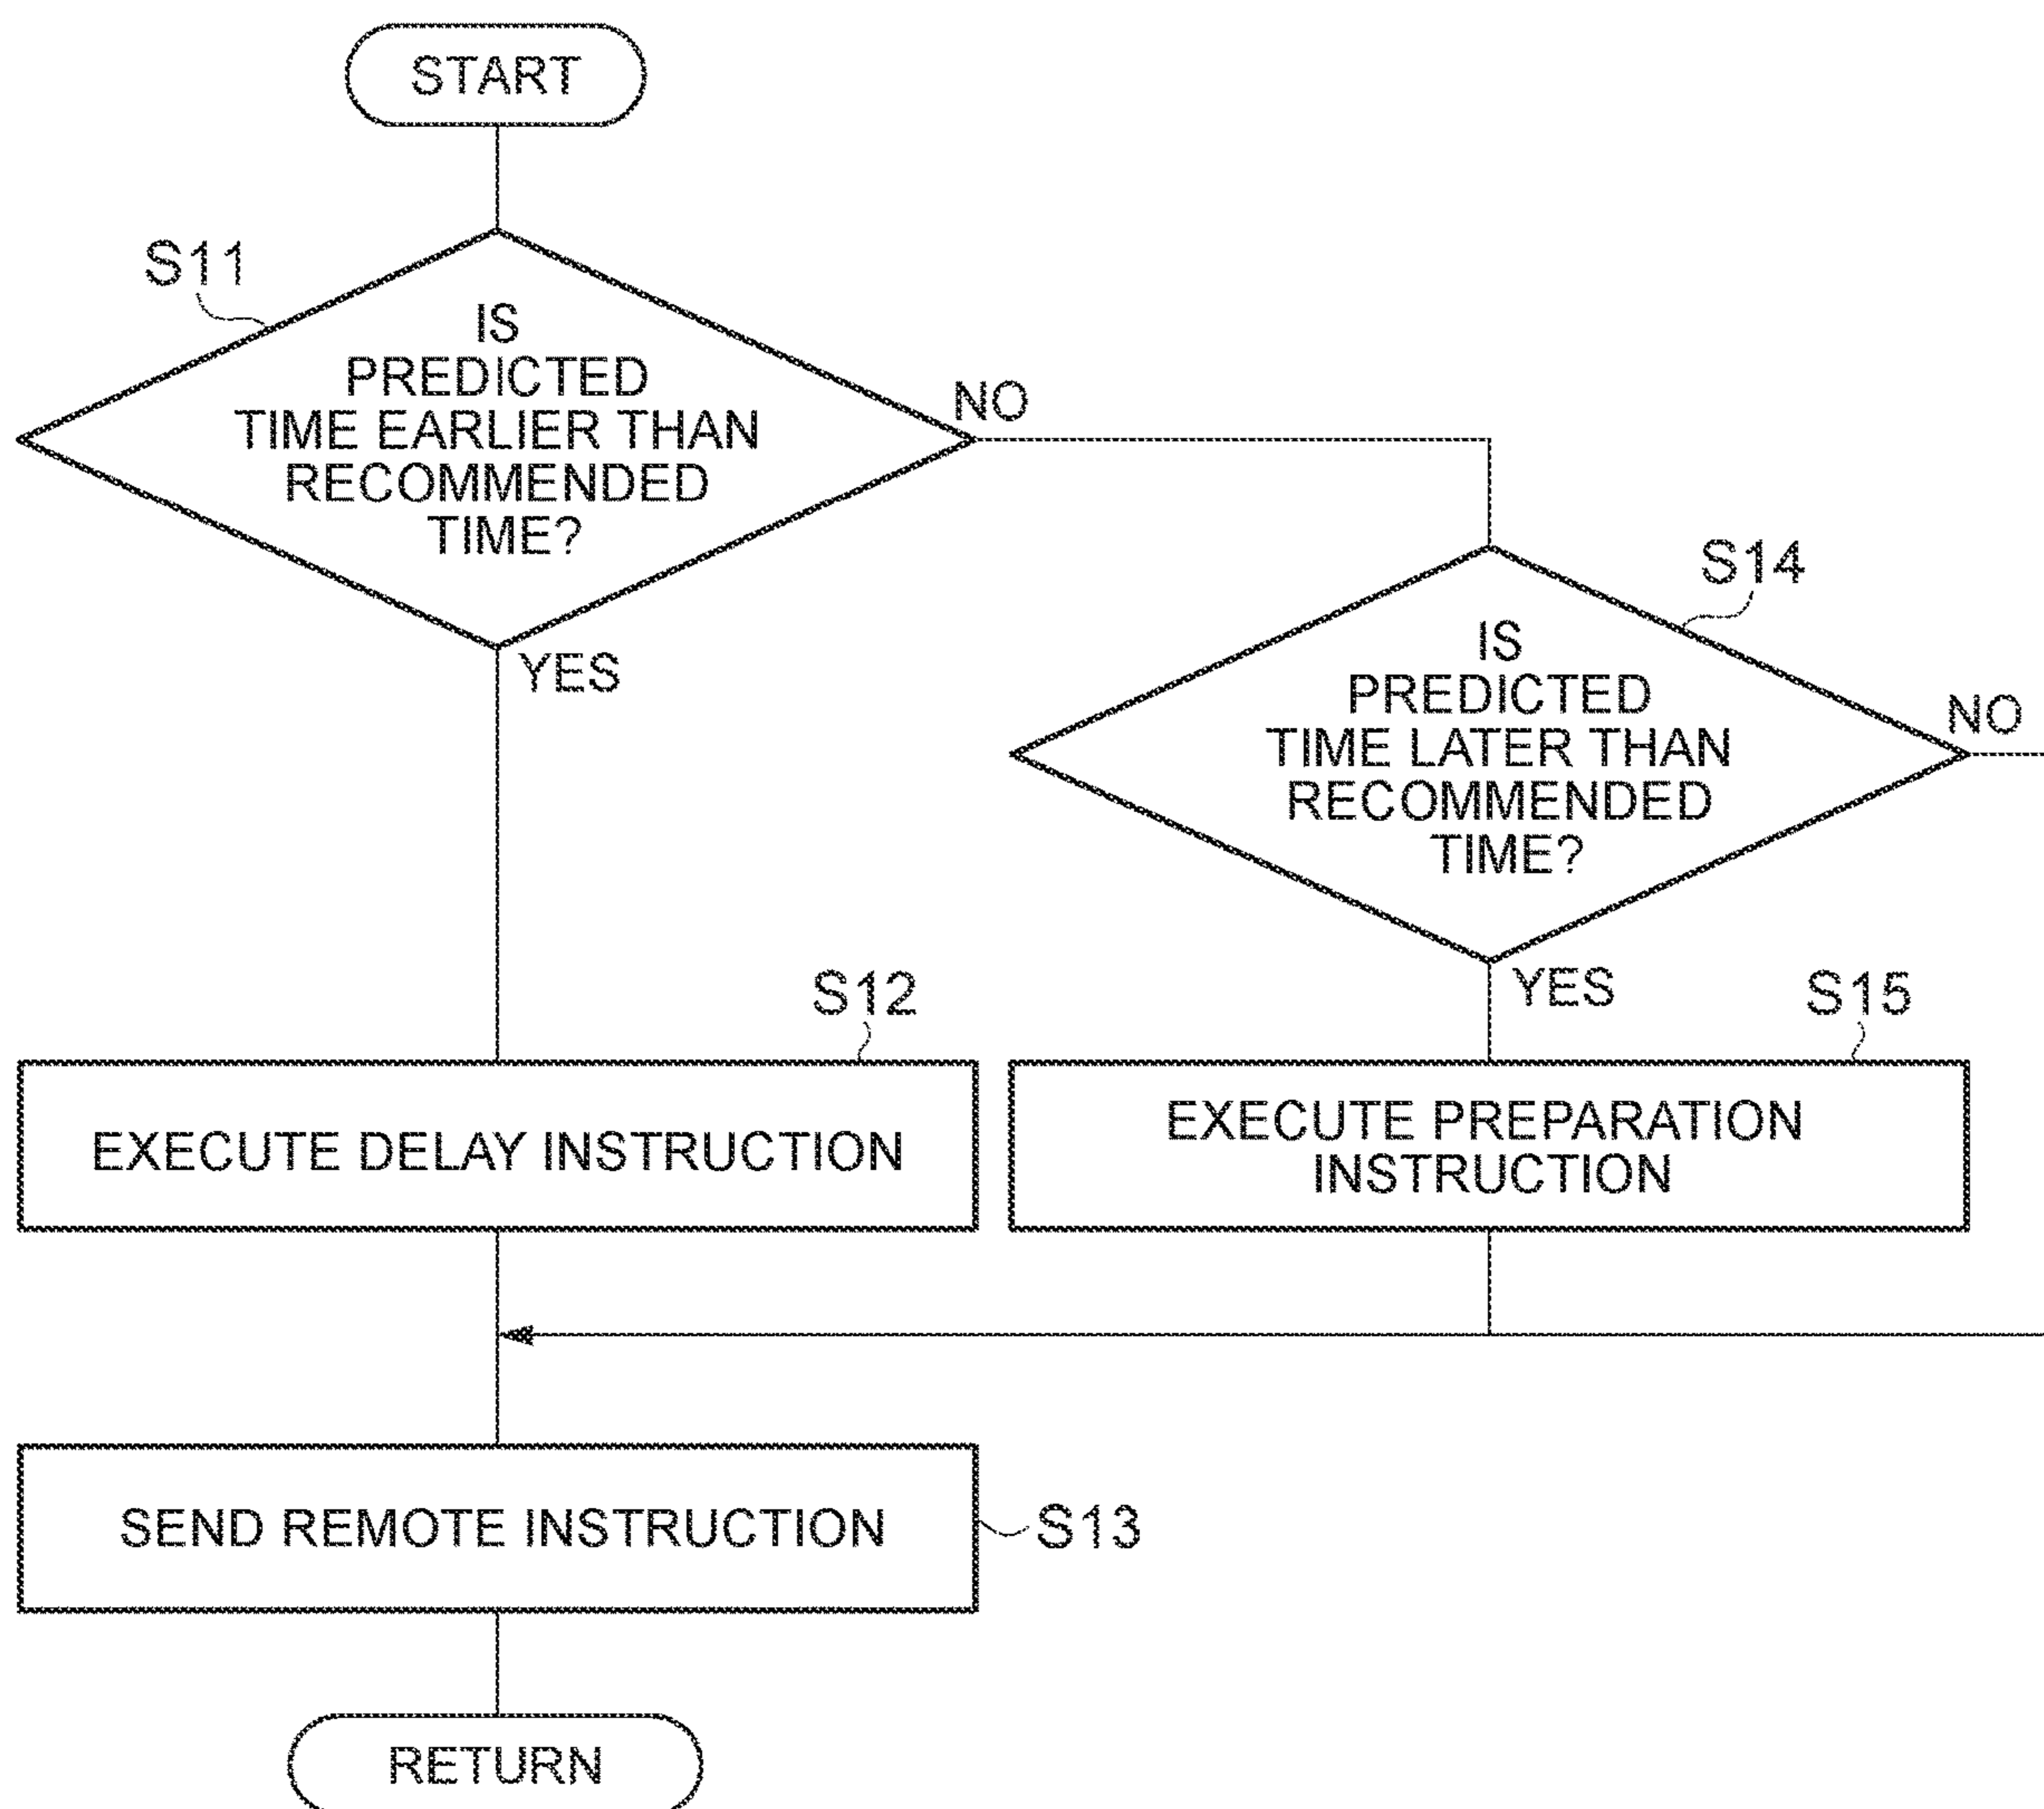 START
S11
IS
PREDICTED
TIME EARLIER THAN
RECOMMENDED
TIME?
NO
YES
S14
IS
PREDICTED
TIME LATER THAN
RECOMMENDED
TIME?
NO
YES
S12
EXECUTE DELAY INSTRUCTION
S15
EXECUTE PREPARATION
INSTRUCTION
SEND REMOTE INSTRUCTION
S13
RETURN